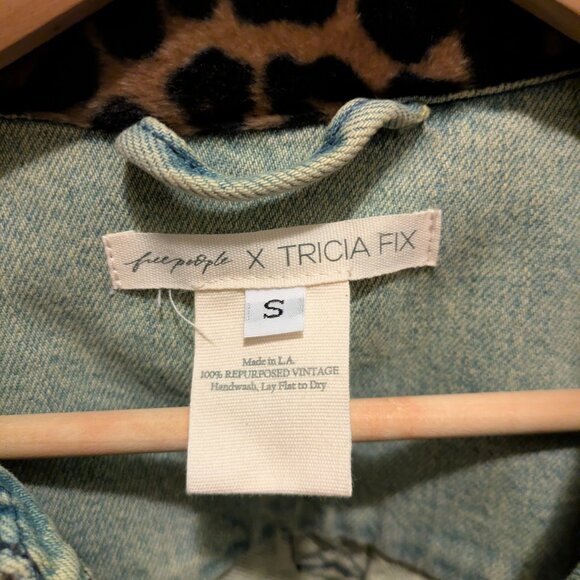 free people X TRICIA FIX
S
Made in L.A.
100% REPURPOSED VINTAGE
Handwash, Lay Flat to Dry